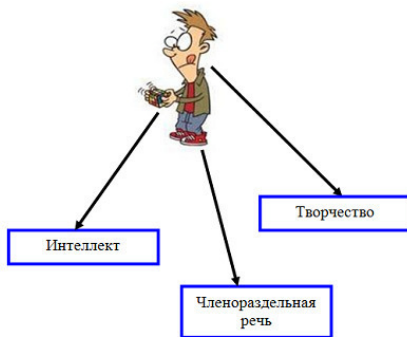 Творчество
Интеллект
Членораздельная
речь